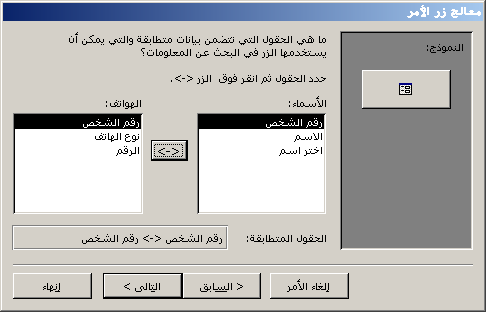 معالج زر الأمر
النموذج:
ما هي الحقول التي تتضمن بيانات متطابقة والتي يمكن أن
يستخدمها الزر في البحث عن المعلومات؟
حدد الحقول ثم انقر فوق الزر <->.
الأسماء:
رقم الشخص
الاسم
اختر اسم
<->
الهواتف:
رقم الشخص
نوع الهاتف
الرقم
الحقول المتطابقة:
رقم الشخص <-> رقم الشخص
إلغاء الأمر
< السابق
التالي >
إنهاء